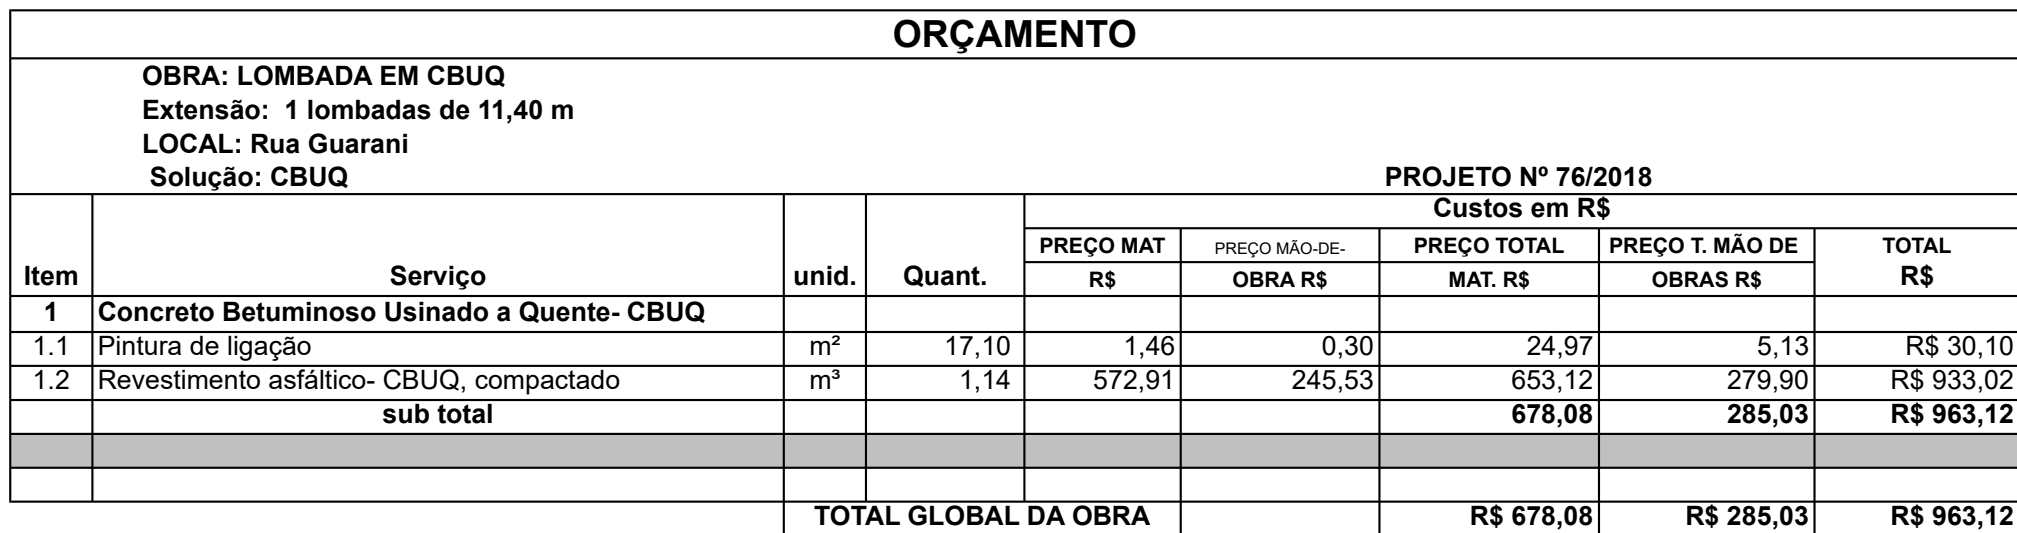 ORÇAMENTO
OBRA: LOMBADA EM CBUQ
Extensão:  1 lombadas de 11,40 m
LOCAL: Rua Guarani
Solução: CBUQ PROJETO Nº 76/2018
Custos em R$
PREÇO MAT PREÇO MÃO-DE- PREÇO TOTAL PREÇO T. MÃO DE TOTAL
Item Serviço unid. Quant. R$ OBRA R$ MAT. R$ OBRAS R$ R$
1 Concreto Betuminoso Usinado a Quente- CBUQ
1.1 Pintura de ligação m² 17,10 1,46 0,30 24,97 5,13 R$ 30,10
1.2 Revestimento asfáltico- CBUQ, compactado m³ 1,14 572,91 245,53 653,12 279,90 R$ 933,02
sub total 678,08 285,03 R$ 963,12
TOTAL GLOBAL DA OBRA R$ 678,08 R$ 285,03 R$ 963,12